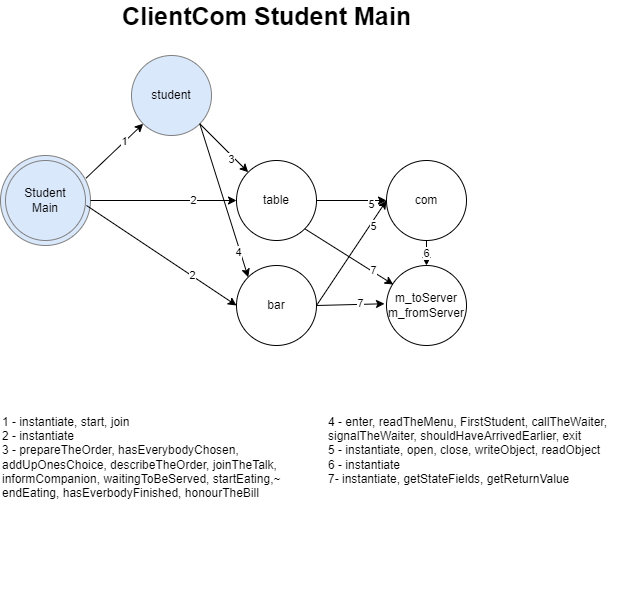 ClientCom Student Main
student
1
3
Student
Main
2
table
5
com
5
4
6
2
7
bar
7
m_toServer
m_fromServer
1 - instantiate, start, join
2 - instantiate
3 - prepareTheOrder, hasEverybodyChosen,
addUpOnesChoice, describeTheOrder, joinTheTalk,
informCompanion, waitingToBeServed, startEating,~
endEating, hasEverbodyFinished, honourTheBill
4 - enter, readTheMenu, FirstStudent, callTheWaiter,
signalTheWaiter, shouldHaveArrivedEarlier, exit
5 - instantiate, open, close, writeObject, readObject
6 - instantiate
7- instantiate, getStateFields, getReturnValue